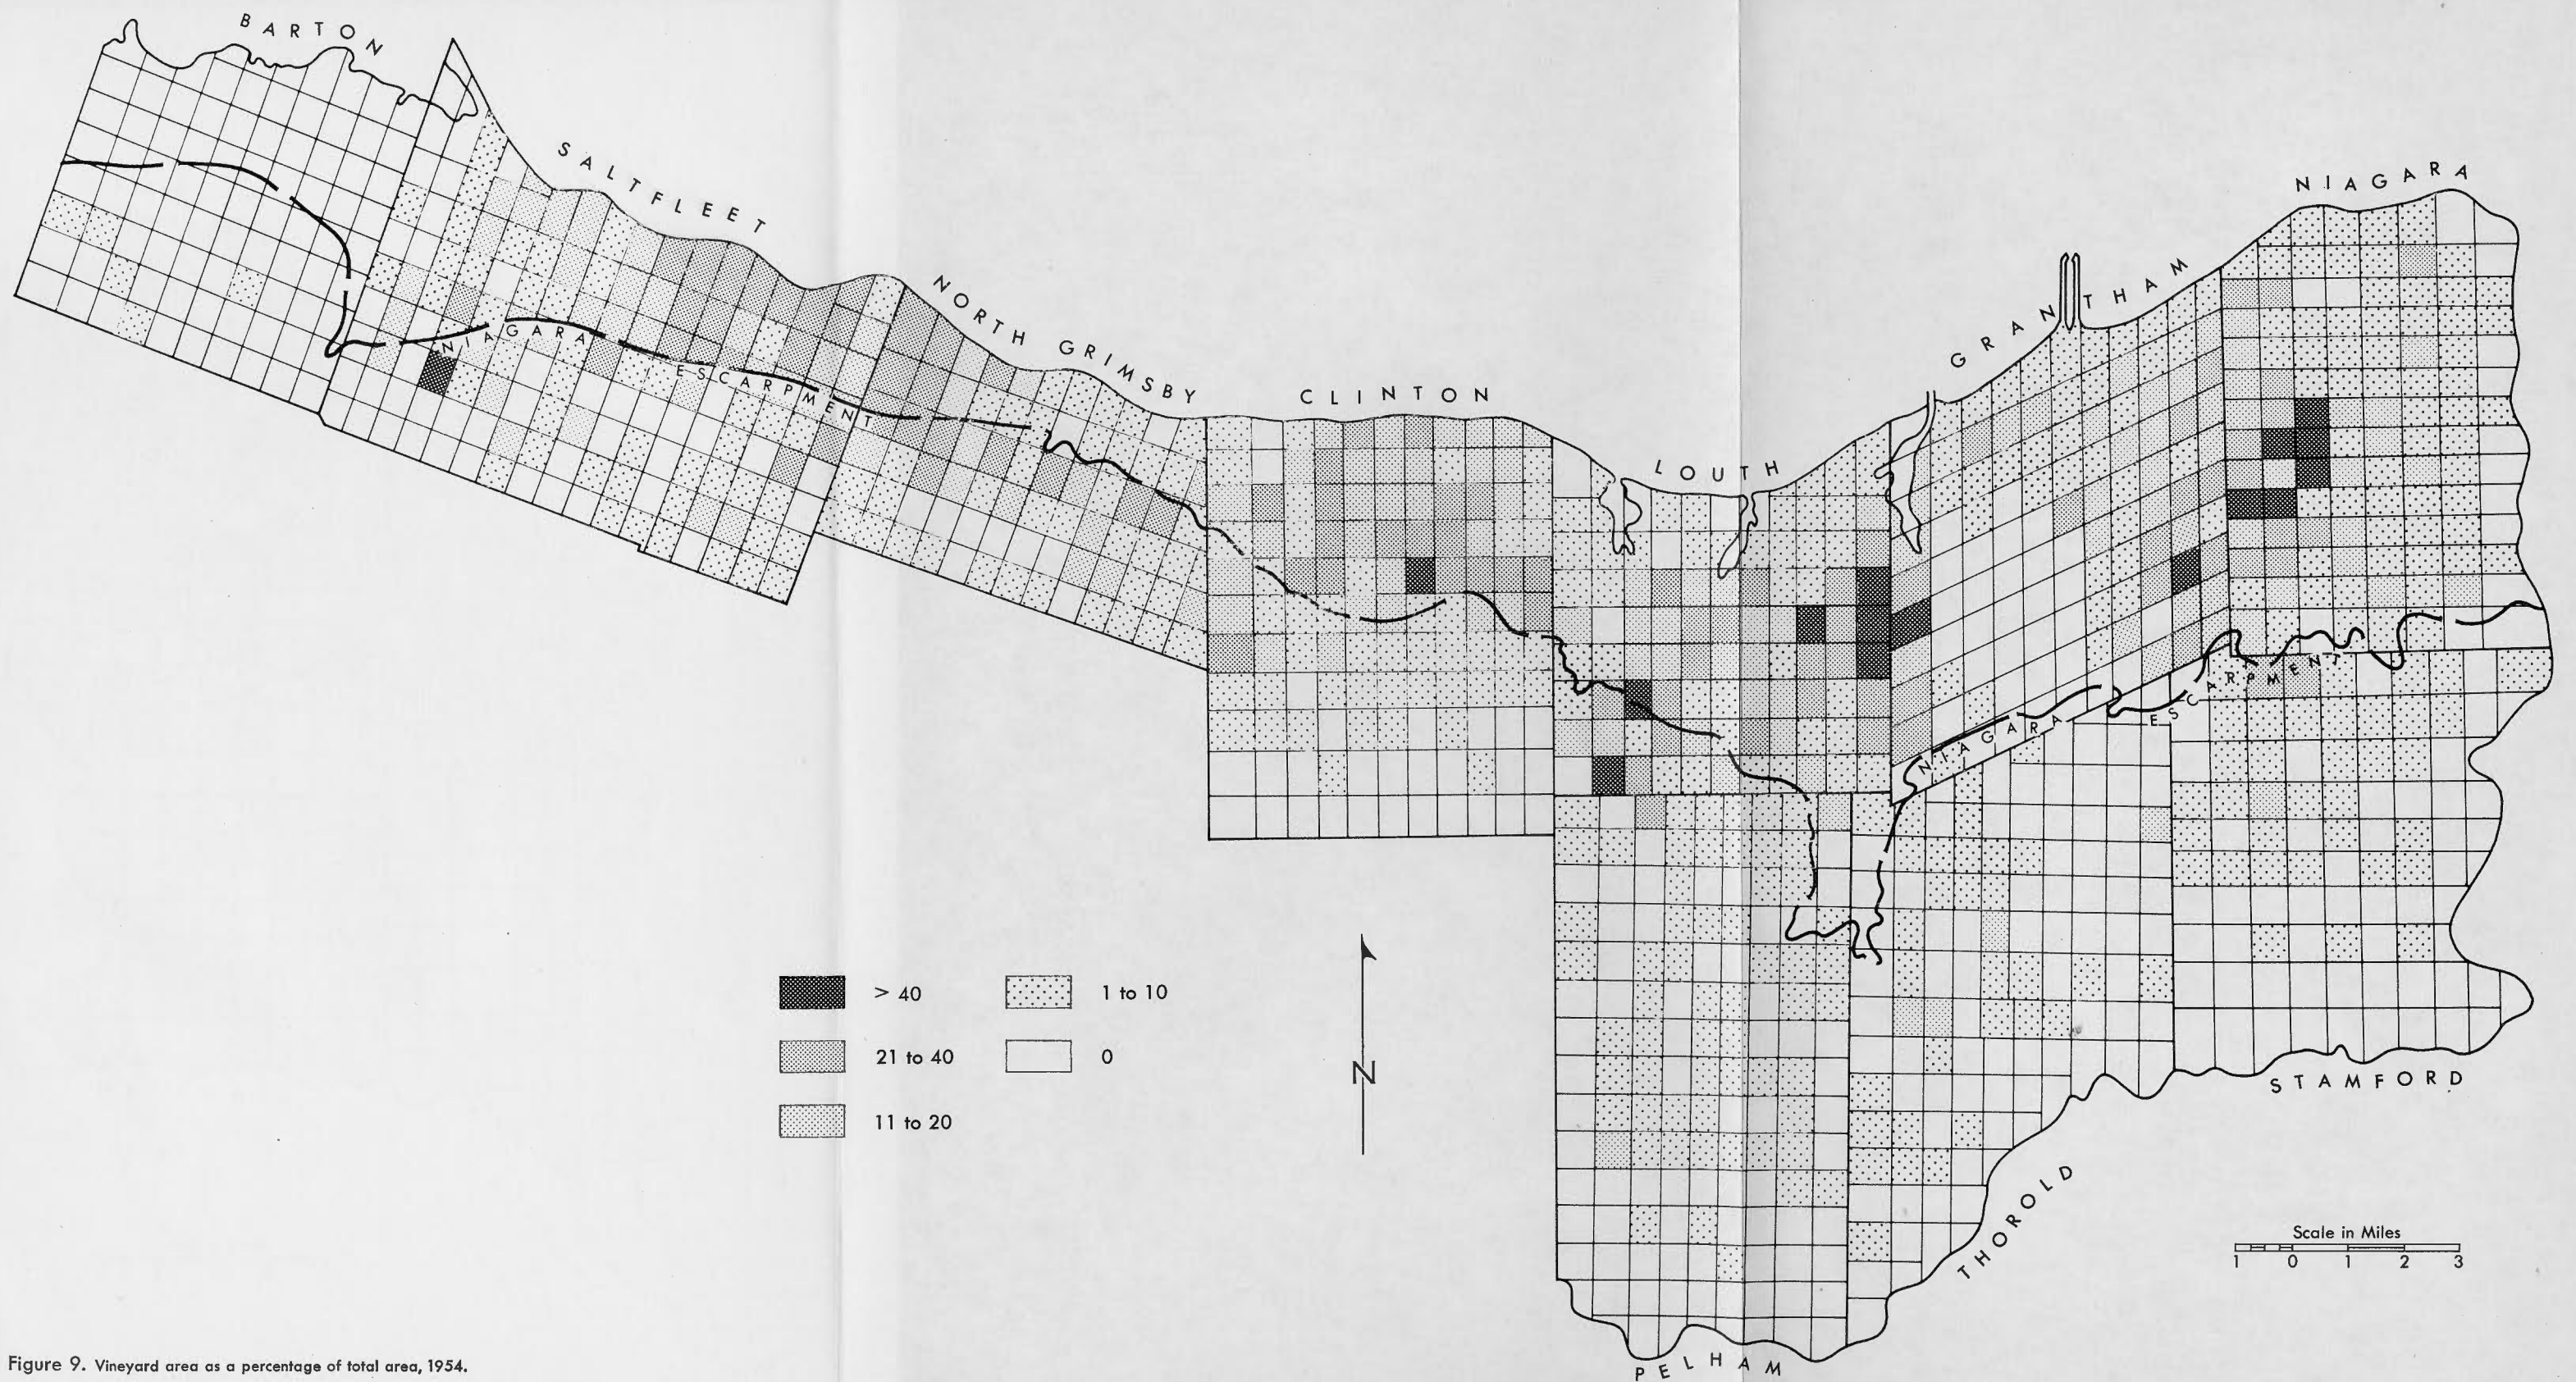 BARTON
SALTFLEET
NORTH GRIMSBY
CLINTON
LOUTH
GRANTHAM
NIAGARA
NIAGARA ESCARPMENT
NIAGARA ESCARPMENT
> 40
1 to 10
21 to 40
0
11 to 20
N
STAMFORD
THOROLD
PELHAM
Scale in Miles
1 0 1 2 3
Figure 9. Vineyard area as a percentage of total area, 1954.